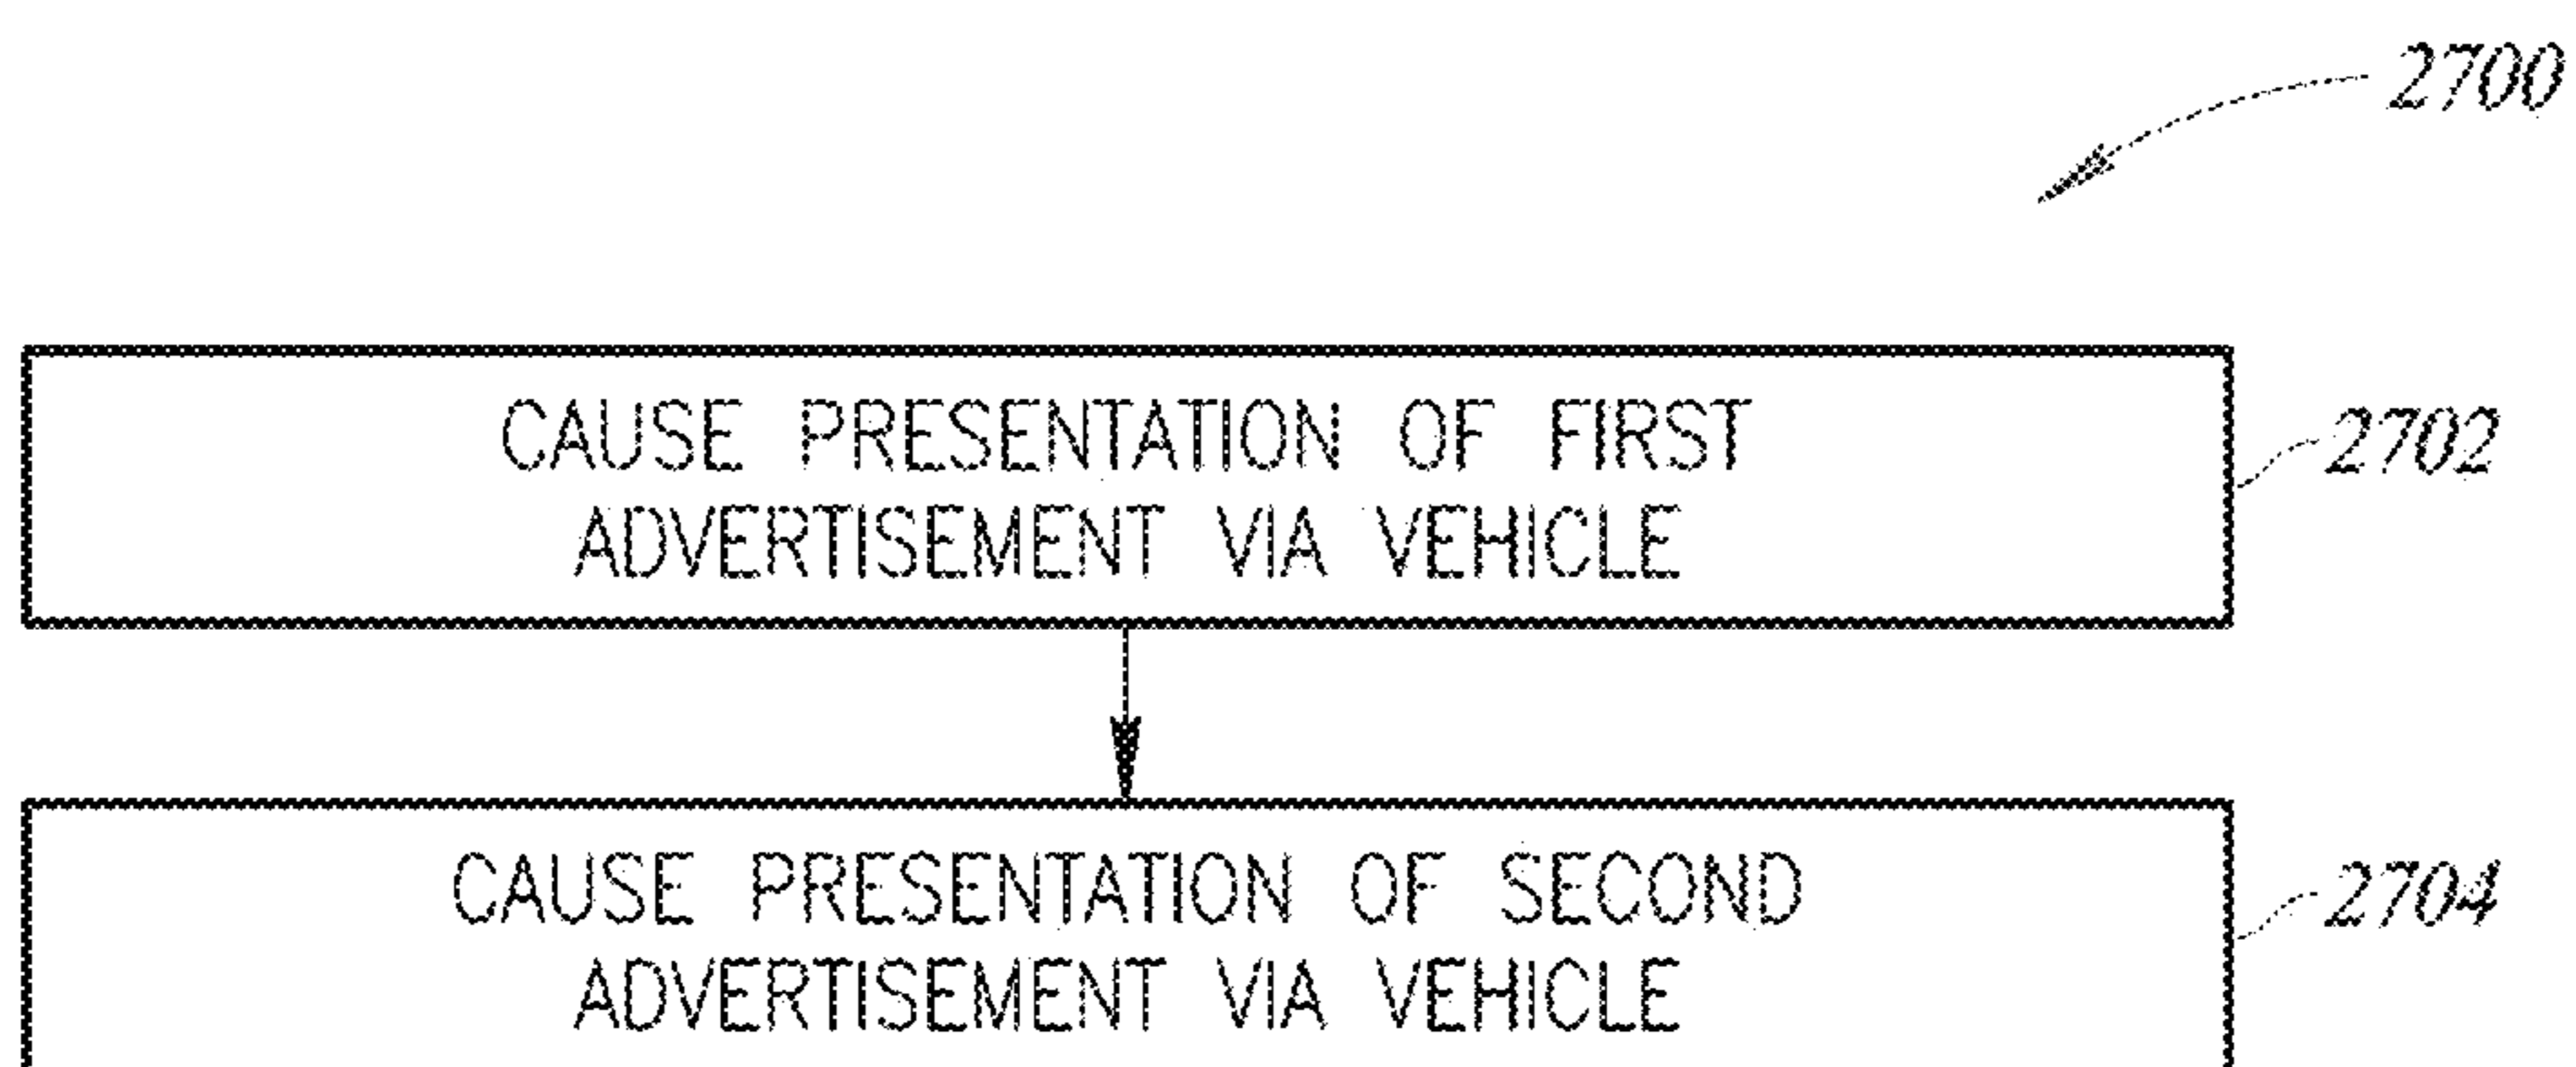 2700
CAUSE PRESENTATION OF FIRST
ADVERTISEMENT VIA VEHICLE
2702
CAUSE PRESENTATION OF SECOND
ADVERTISEMENT VIA VEHICLE
2704